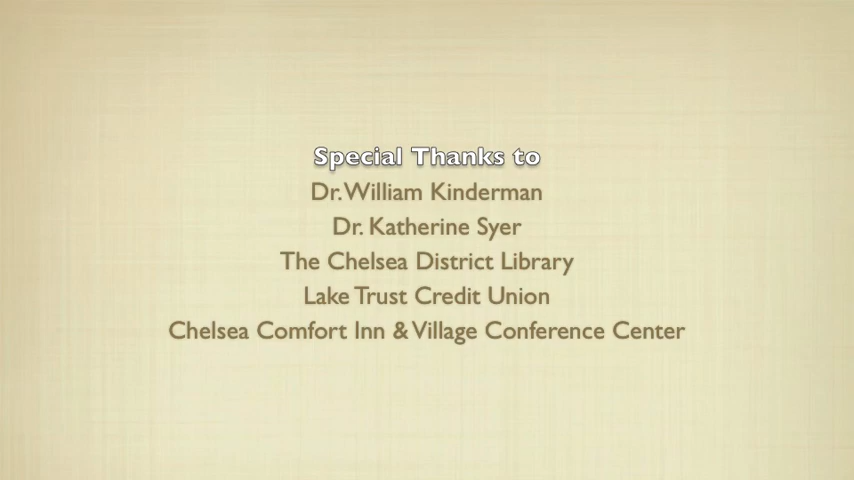 Special Thanks to
Dr. William Kinderman
Dr. Katherine Syer
The Chelsea District Library
Lake Trust Credit Union
Chelsea Comfort Inn & Village Conference Center